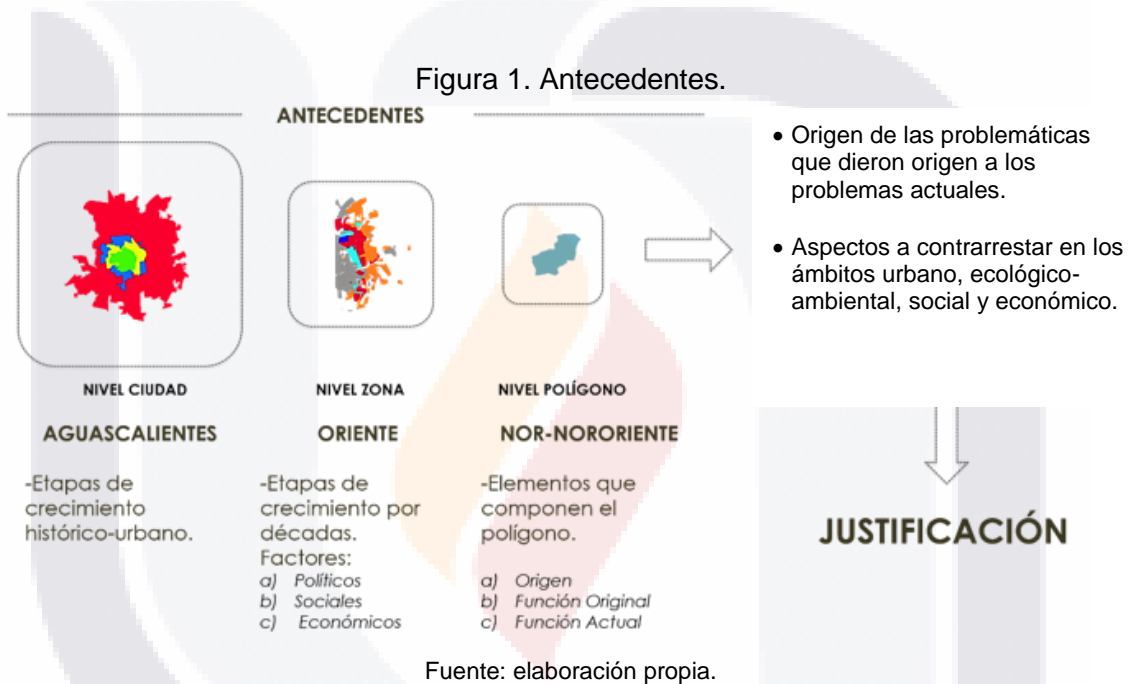 Figura 1. Antecedentes.
ANTECEDENTES
NIVEL CIUDAD
AGUASCALIENTES
-Etapas de
crecimiento
histórico-urbano.
NIVEL ZONA
ORIENTE
-Etapas de
crecimiento por
décadas.
Factores:
a) Políticos
b) Sociales
c) Económicos
NIVEL POLÍGONO
NOR-NORORIENTE
-Elementos que
componen el
polígono.
a) Origen
b) Función Original
c) Función Actual
• Origen de las problemáticas
que dieron origen a los
problemas actuales.
• Aspectos a contrarrestar en los
ámbitos urbano, ecológico-
ambiental, social y económico.
JUSTIFICACIÓN
Fuente: elaboración propia.